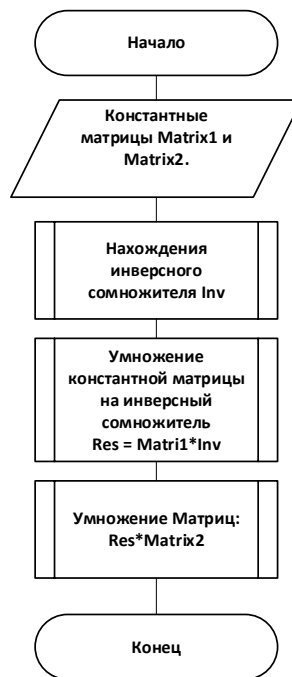 Начало
Константные
матрицы Matrix1 и
Matrix2.
Нахождения
инверсного
сомножителя Inv
Умножение
константной матрицы
на инверсный
сомножитель
Res = Matri1*Inv
Умножение Матриц:
Res*Matrix2
Конец